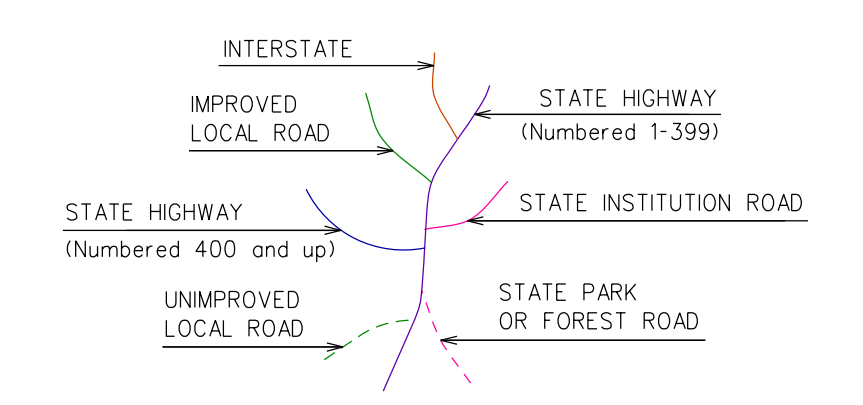 INTERSTATE
STATE HIGHWAY
(Numbered 1-399)
IMPROVED
LOCAL ROAD
STATE HIGHWAY
(Numbered 400 and up)
STATE INSTITUTION ROAD
UNIMPROVED
LOCAL ROAD
STATE PARK
OR FOREST ROAD